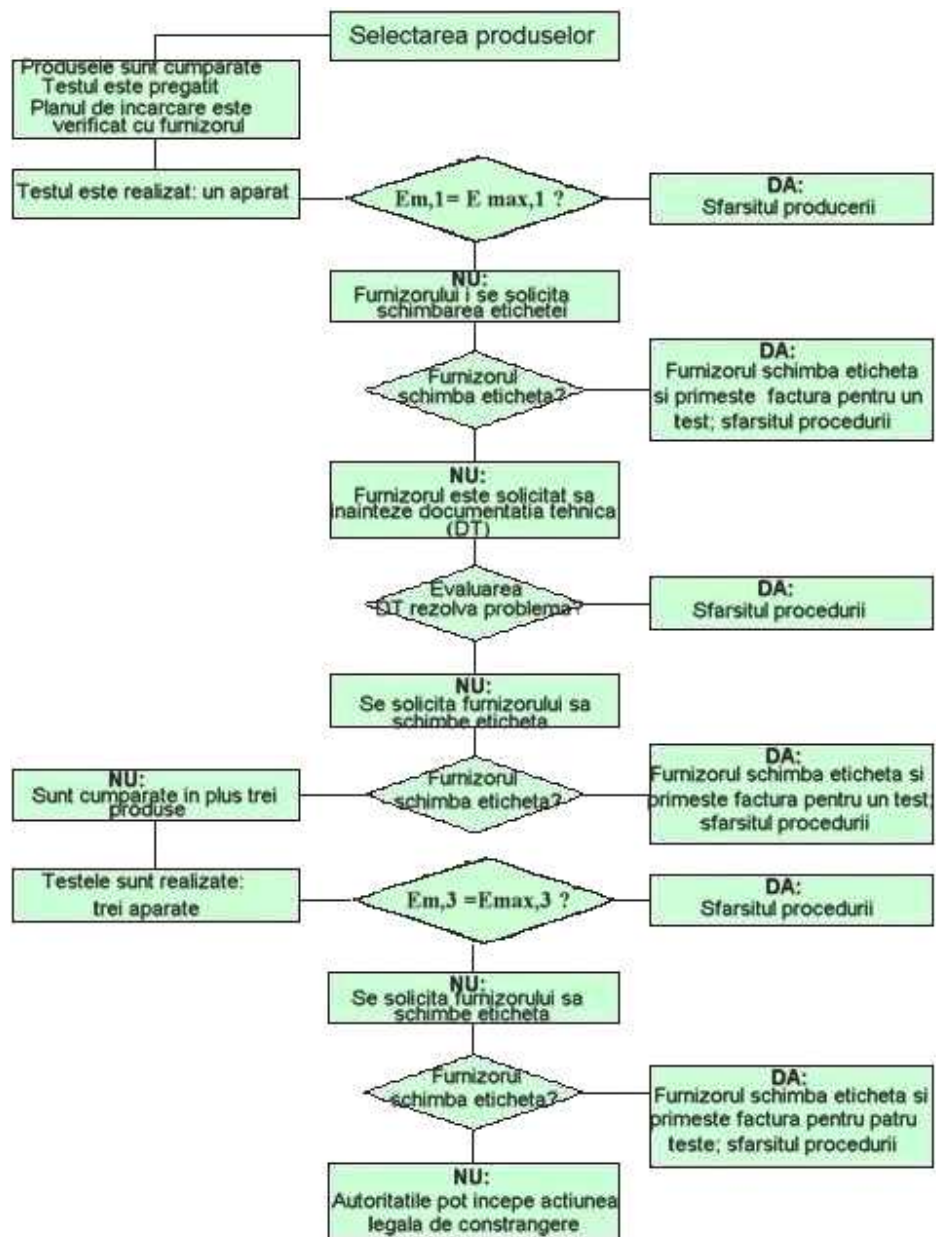 Selectarea produselor
Produsele sunt cumparate
Testul este pregatit
Planul de incarcare este
verificat cu furnizorul
Testul este realizat: un aparat
Em,1= E max,1 ?
DA:
Sfarsitul producerii
NU:
Furnizorului i se solicita
schimbarea etichetei
Furnizorul
schimba eticheta?
DA:
Furnizorul schimba eticheta
si primeste factura pentru un
test; sfarsitul procedurii
NU:
Furnizorul este solicitat sa
inainteze documentatia tehnica
(DT)
Evaluarea
DT rezolva problema?
DA:
Sfarsitul procedurii
NU:
Se solicita furnizorului sa
schimbe eticheta
Furnizorul
schimba eticheta?
DA:
Furnizorul schimba eticheta si
primeste factura pentru un test;
sfarsitul procedurii
NU:
Sunt cumparate in plus trei
produse
Testele sunt realizate:
trei aparate
Em,3 =Emax,3 ?
DA:
Sfarsitul procedurii
NU:
Se solicita furnizorului sa
schimbe eticheta
Furnizorul
schimba eticheta?
DA:
Furnizorul schimba eticheta si
primeste factura pentru patru
teste; sfarsitul procedurii
NU:
Autoritatile pot incepe actiunea
legala de constrangere